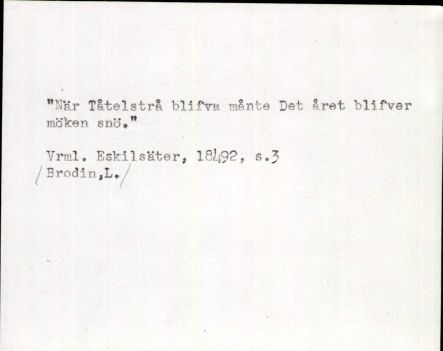 "När Tåtelstrå blifva månte Det året blifver
möken snö."
Vrml. Eskilsäter, 18492, s.3
/Brodin,L./